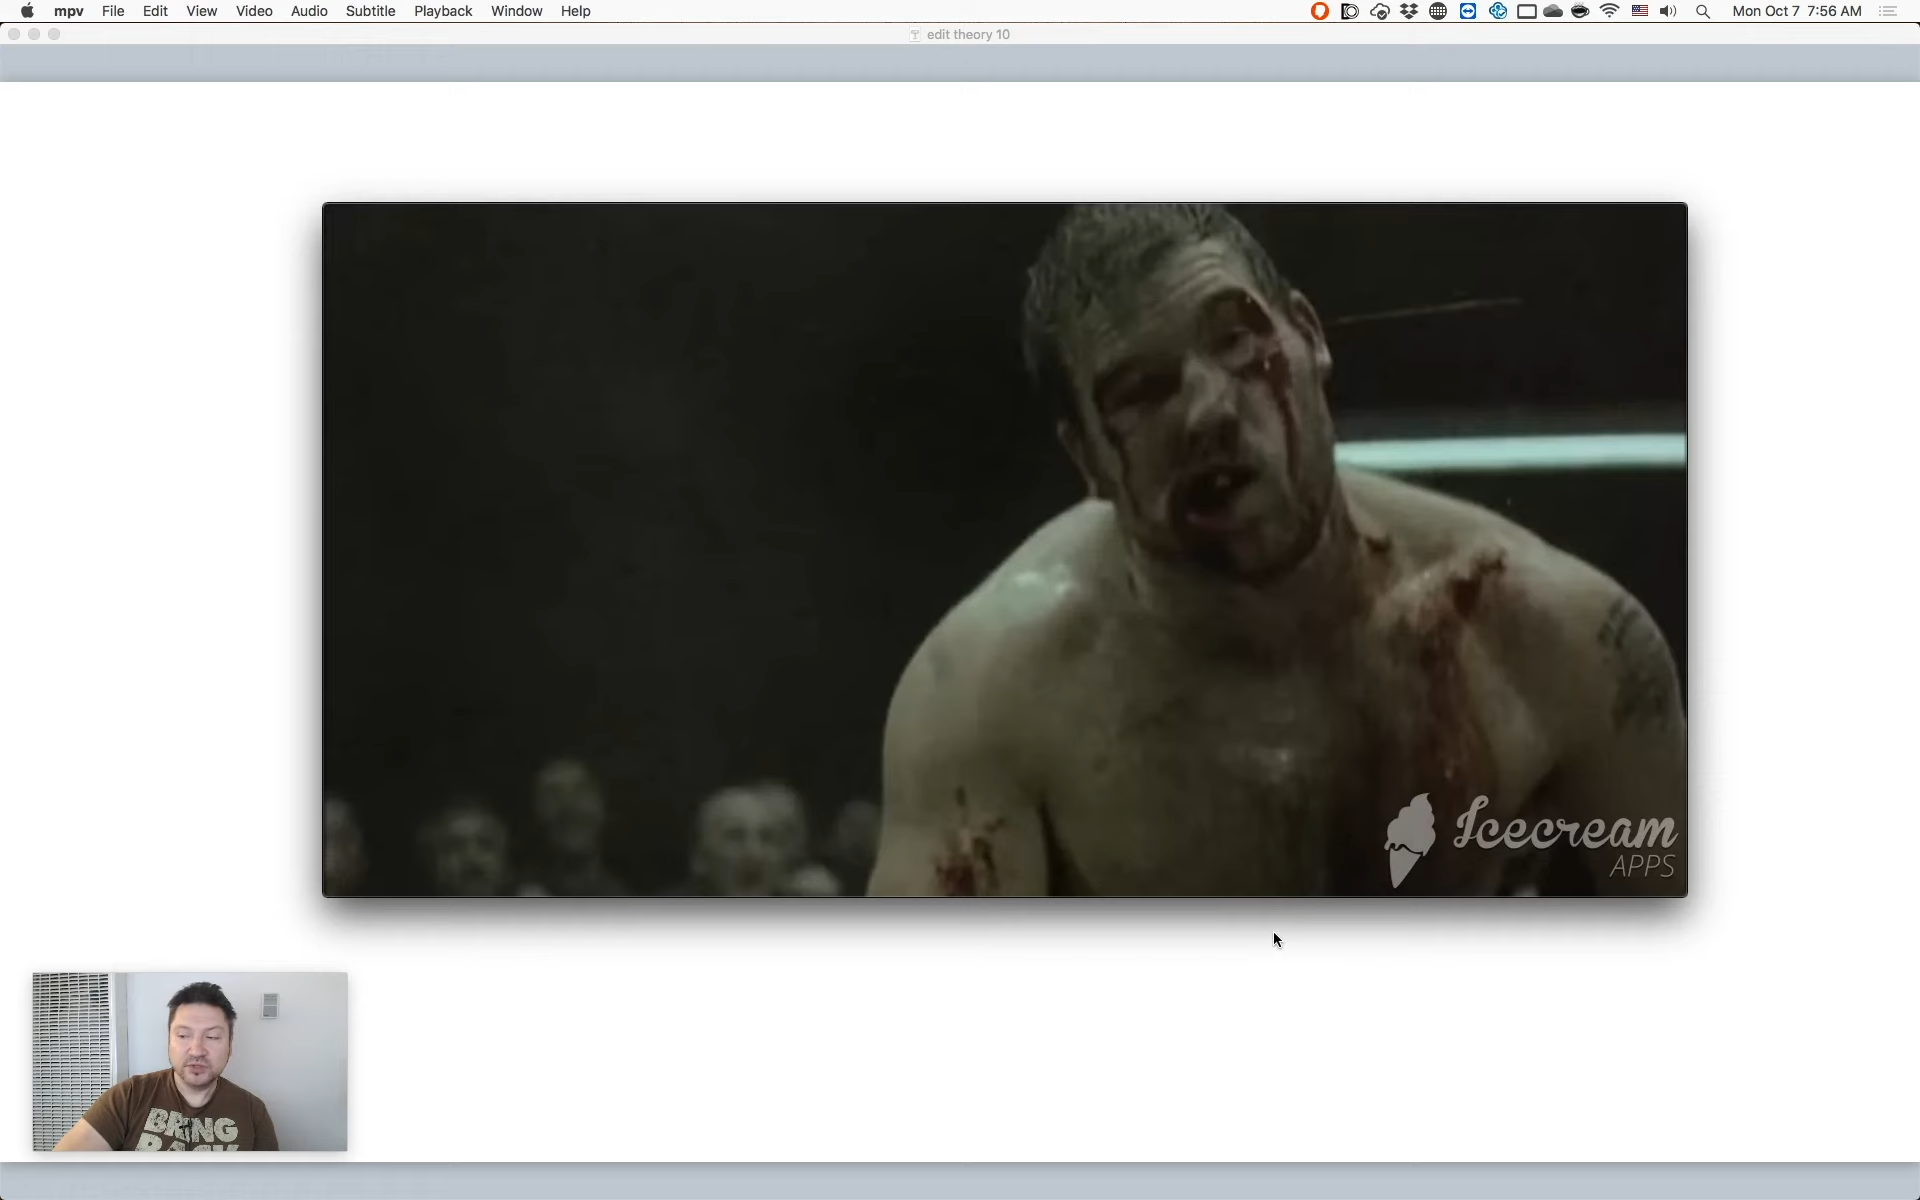 mpv File Edit View Video Audio Subtitle Playback Window Help Mon Oct 7 7:56 AM
edit theory 10
Icecream
APPS
BRING
BACK